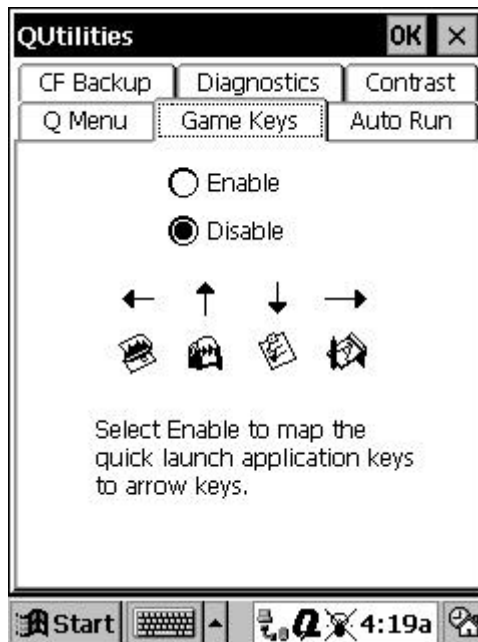 QUtilities OK
CF Backup Diagnostics Contrast
Q Menu Game Keys Auto Run
Enable
Disable
Select Enable to map the
quick launch application keys
to arrow keys.
Start Q 4:19a